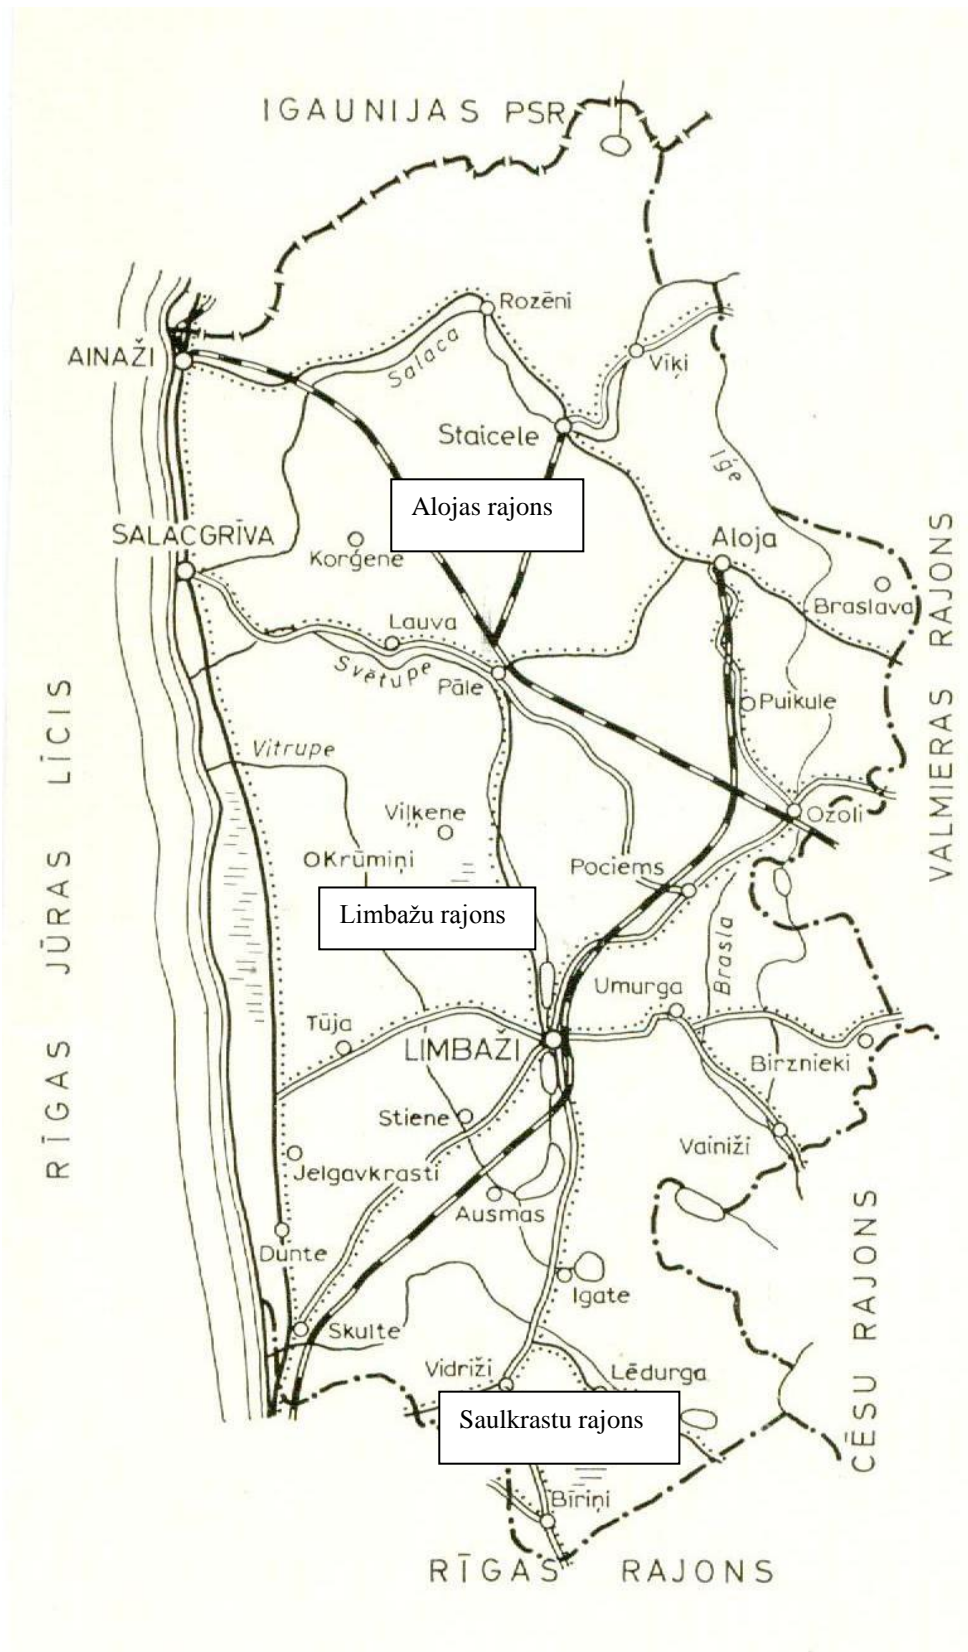 IGAUNIJAS PSR
Rozēni
Salaca
AINAŽI
Vīķi
Staicele
Iģe
Alojas rajons
SALACGRĪVA
Aloja
Korģene
Braslava
Lauva
Svētupe
Pāle
Puikule
Vitrupe
Viļķene
Ozoli
Krūmiņi
Pociems
VALMIERAS RAJONS
RĪGAS JŪRAS LĪCIS
Limbažu rajons
Brasla
Umurga
Tūja
LIMBAŽI
Birznieki
Stiene
Vainiži
Jelgavkrasti
Ausmas
Dunte
Igate
Skulte
Vidriži
Lēdurga
CĒSU RAJONS
Saulkrastu rajons
Bīriņi
RĪGAS RAJONS